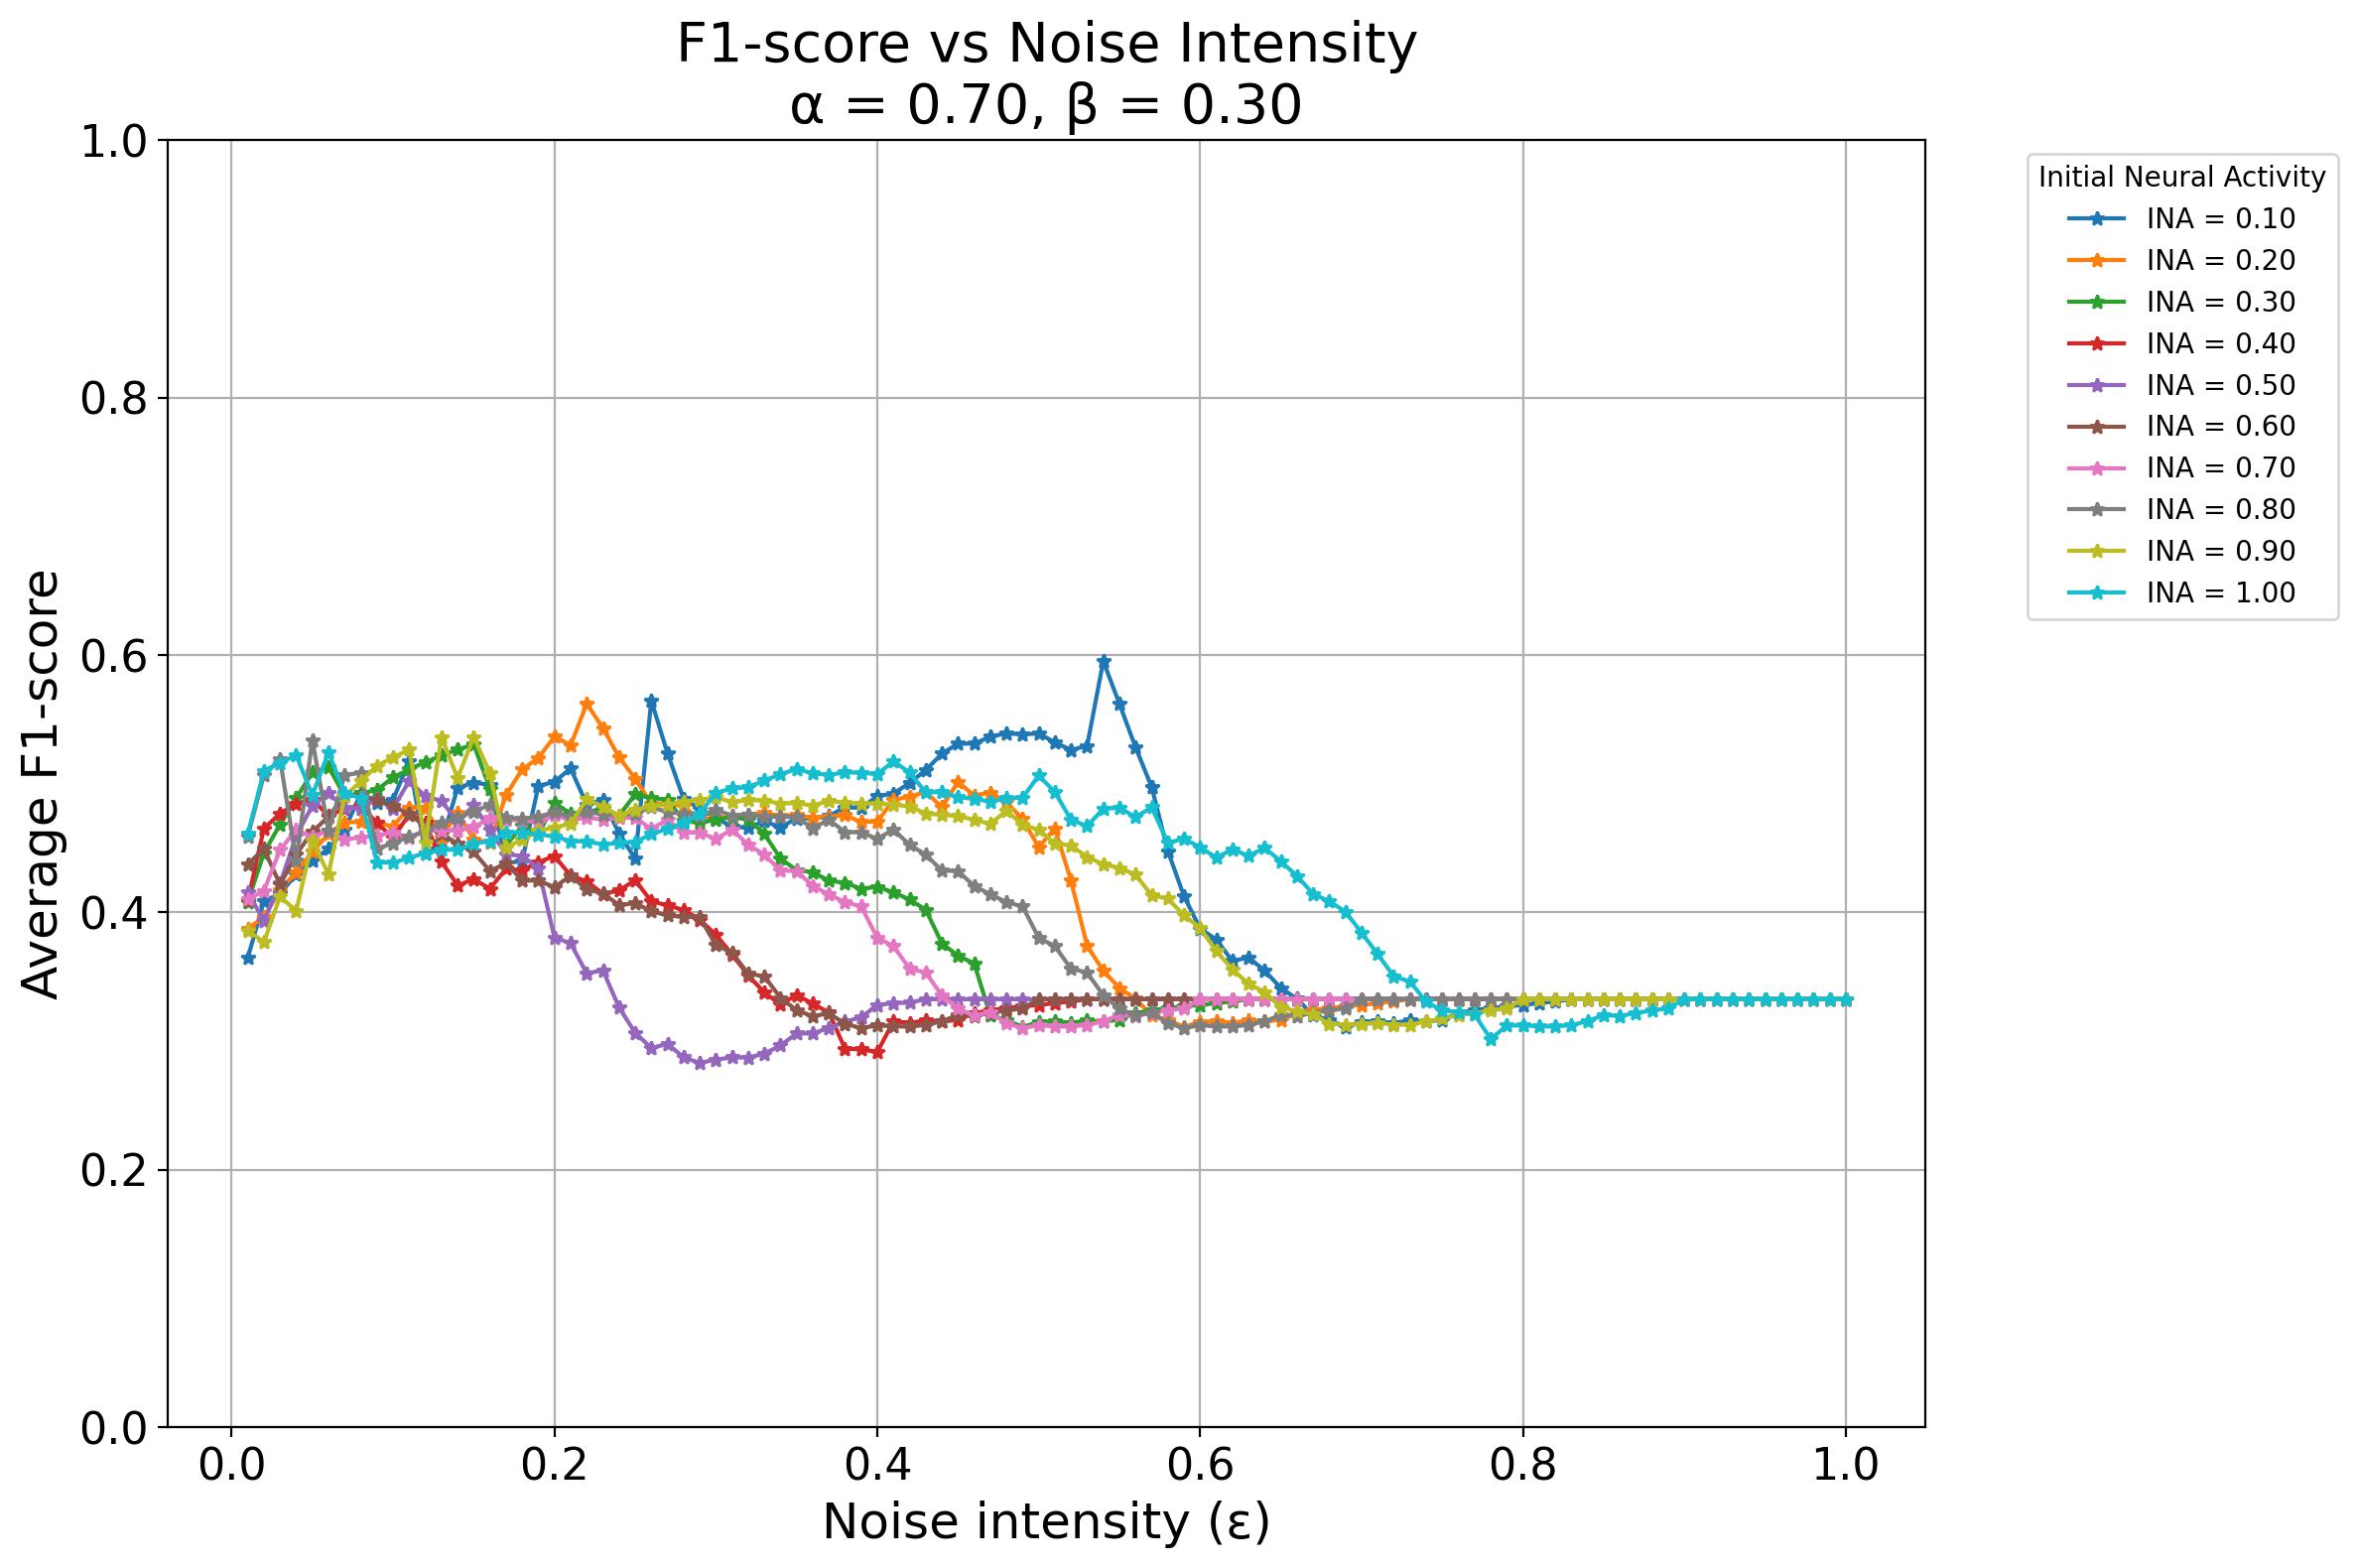 F1-score vs Noise Intensity
α = 0.70, β = 0.30
1.0
0.8
0.6
0.4
0.2
0.0
Average F1-score
0.0 0.2 0.4 0.6 0.8 1.0
Noise intensity (ε)
Initial Neural Activity
INA = 0.10
INA = 0.20
INA = 0.30
INA = 0.40
INA = 0.50
INA = 0.60
INA = 0.70
INA = 0.80
INA = 0.90
INA = 1.00